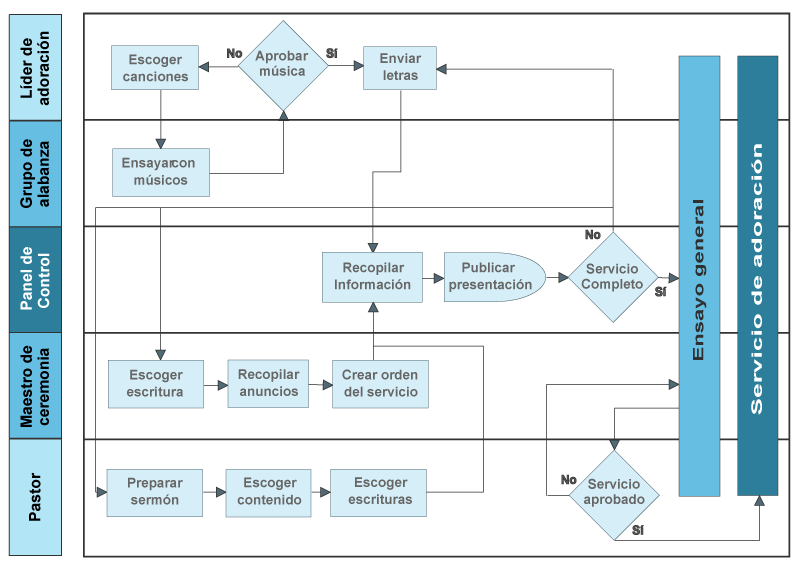 Líder de
adoración
Escoger
canciones
No
Aprobar
música
Sí
Enviar
letras
Grupo de
alabanza
Ensayar con
músicos
Panel de
Control
Recopilar
Información
Publicar
presentación
No
Servicio
Completo
Sí
Maestro de
ceremonia
Escoger
escritura
Recopilar
anuncios
Crear orden
del servicio
Pastor
Preparar
sermón
Escoger
contenido
Escoger
escrituras
No
Servicio
aprobado
Sí
Ensayo general
Servicio de adoración